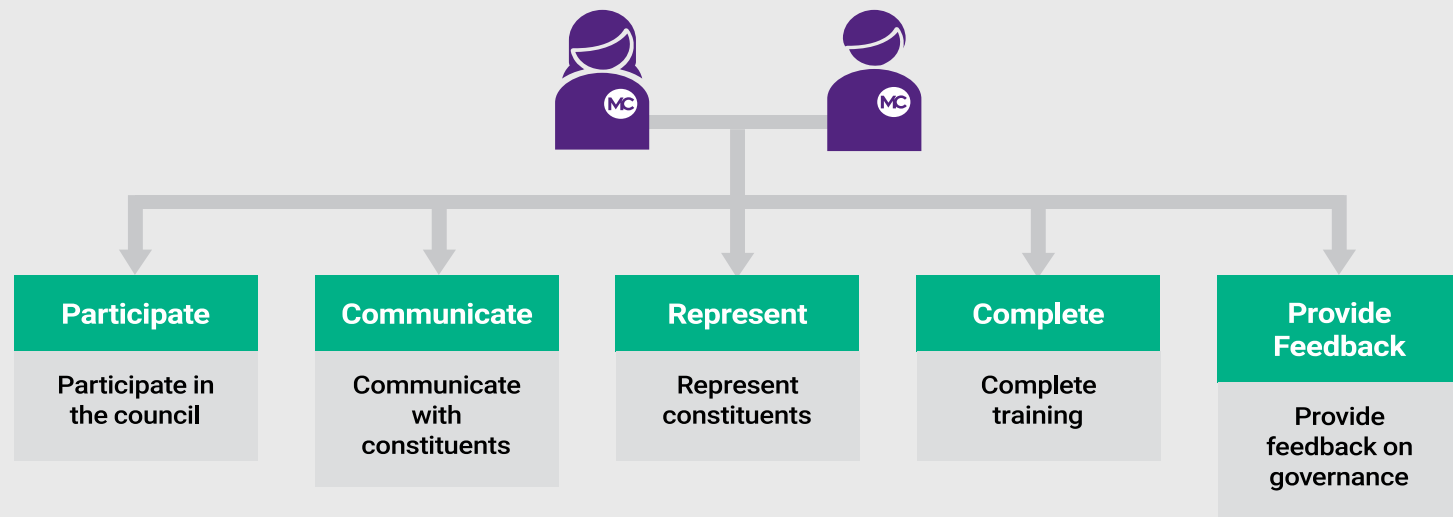 MC
MC
Participate
Participate in
the council
Communicate
Communicate
with
constituents
Represent
Represent
constituents
Complete
Complete
training
Provide
Feedback
Provide
feedback on
governance